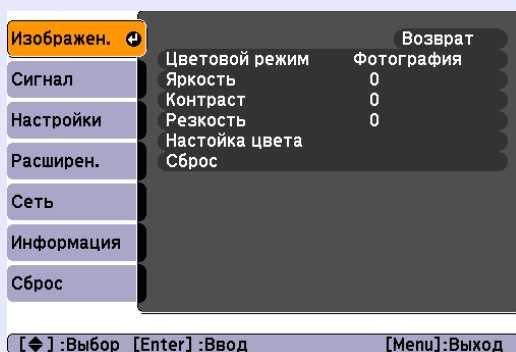 Изображен.
Сигнал
Настройки
Расширен.
Сеть
Информация
Сброс
Возврат
Цветовой режим Фотография
Яркость 0
Контраст 0
Резкость 0
Настойка цвета
Сброс
[◆] :Выбор [Enter] :Ввод [Menu]:Выход